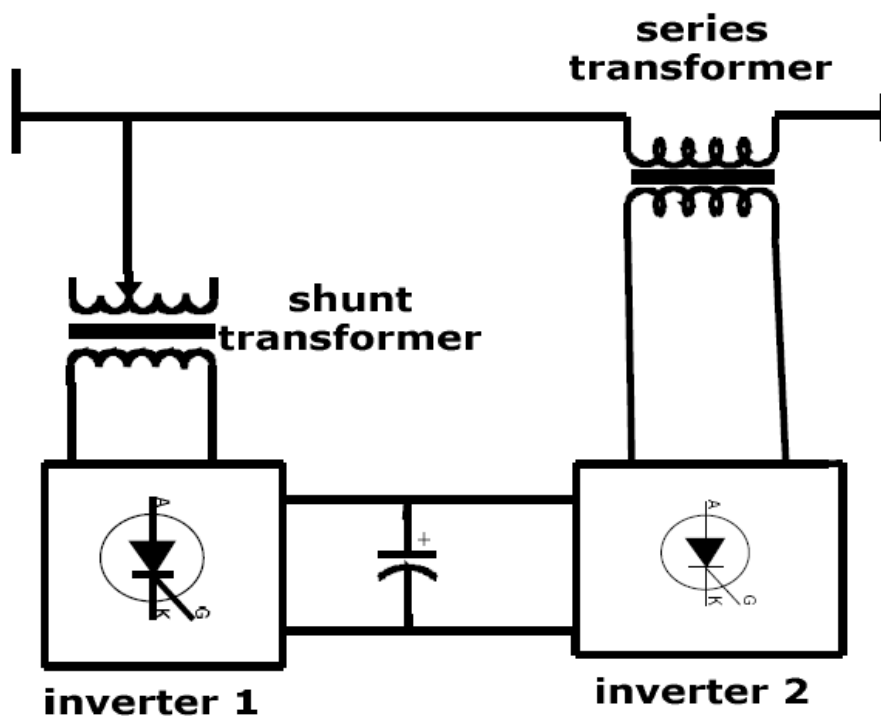 series
transformer
shunt
transformer
A
K
G
+
A
K
G
inverter 1
inverter 2